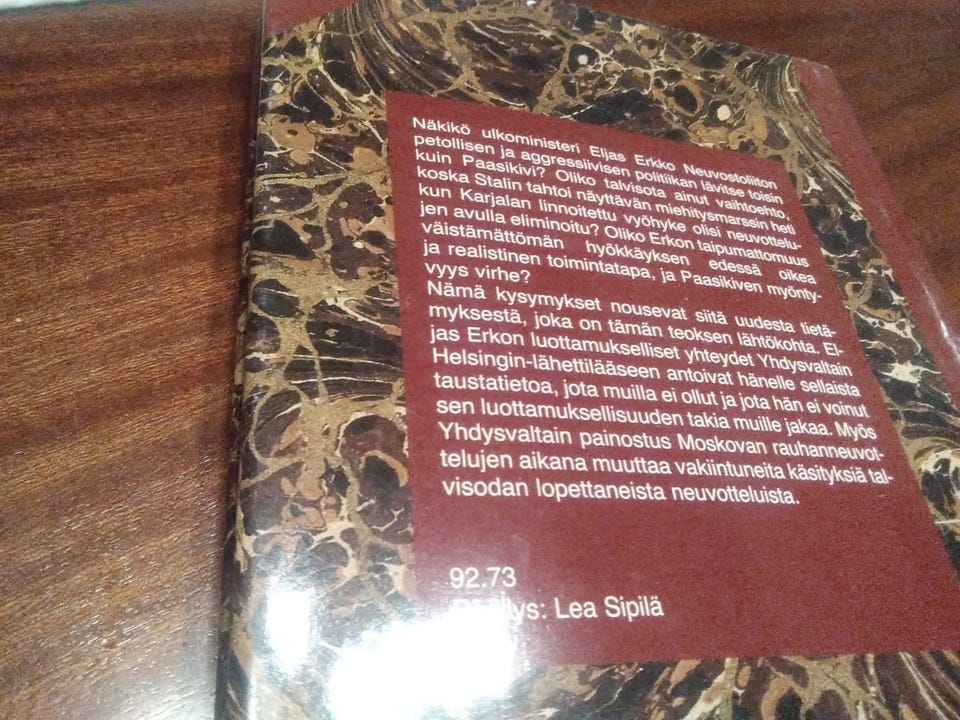 Näkikö ulkoministeri Eljas Erkko Neuvostoliiton
petollisen ja aggressiivisen politiikan lävitse toisin
kuin Paasikivi? Oliko talvisota ainut vaihtoehto,
koska Stalin tahtoi näyttävän miehitysmarssin heti
kun Karjalan linnoitettu vyöhyke olisi neuvottelu-
jen avulla eliminoitu? Oliko Erkon taipumattomuus
väistämättömän hyökkäyksen edessä oikea
ja realistinen toimintatapa, ja Paasikiven myönty-
vyys virhe?
Nämä kysymykset nousevat siitä uudesta tietä-
myksestä, joka on tämän teoksen lähtökohta. El-
jas Erkon luottamukselliset yhteydet Yhdysvaltain
Helsingin-lähettilääseen antoivat hänelle sellaista
taustatietoa, jota muilla ei ollut ja jota hän ei voinut
sen luottamuksellisuuden takia muille jakaa. Myös
Yhdysvaltain painostus Moskovan rauhanneuvot-
telujen aikana muuttaa vakiintuneita käsityksiä tal-
visodan lopettaneista neuvotteluista.
92.73
Lea Sipilä